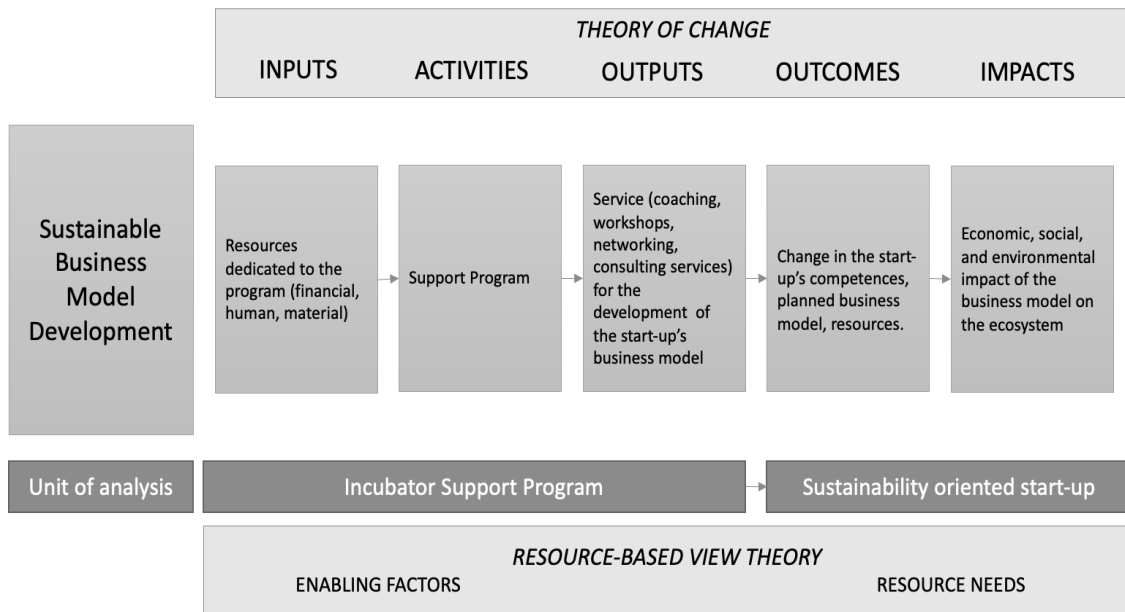 THEORY OF CHANGE
INPUTS
ACTIVITIES
OUTPUTS
OUTCOMES
IMPACTS
Sustainable
Business
Model
Development
Resources
dedicated to the
program (financial,
human, material)
Support Program
Service (coaching,
workshops,
networking,
consulting services)
for the
development of
the start-up's
business model
Change in the start-
up's competences,
planned business
model, resources.
Economic, social,
and environmental
impact of the
business model on
the ecosystem
Unit of analysis
Incubator Support Program
Sustainability oriented start-up
RESOURCE-BASED VIEW THEORY
ENABLING FACTORS
RESOURCE NEEDS